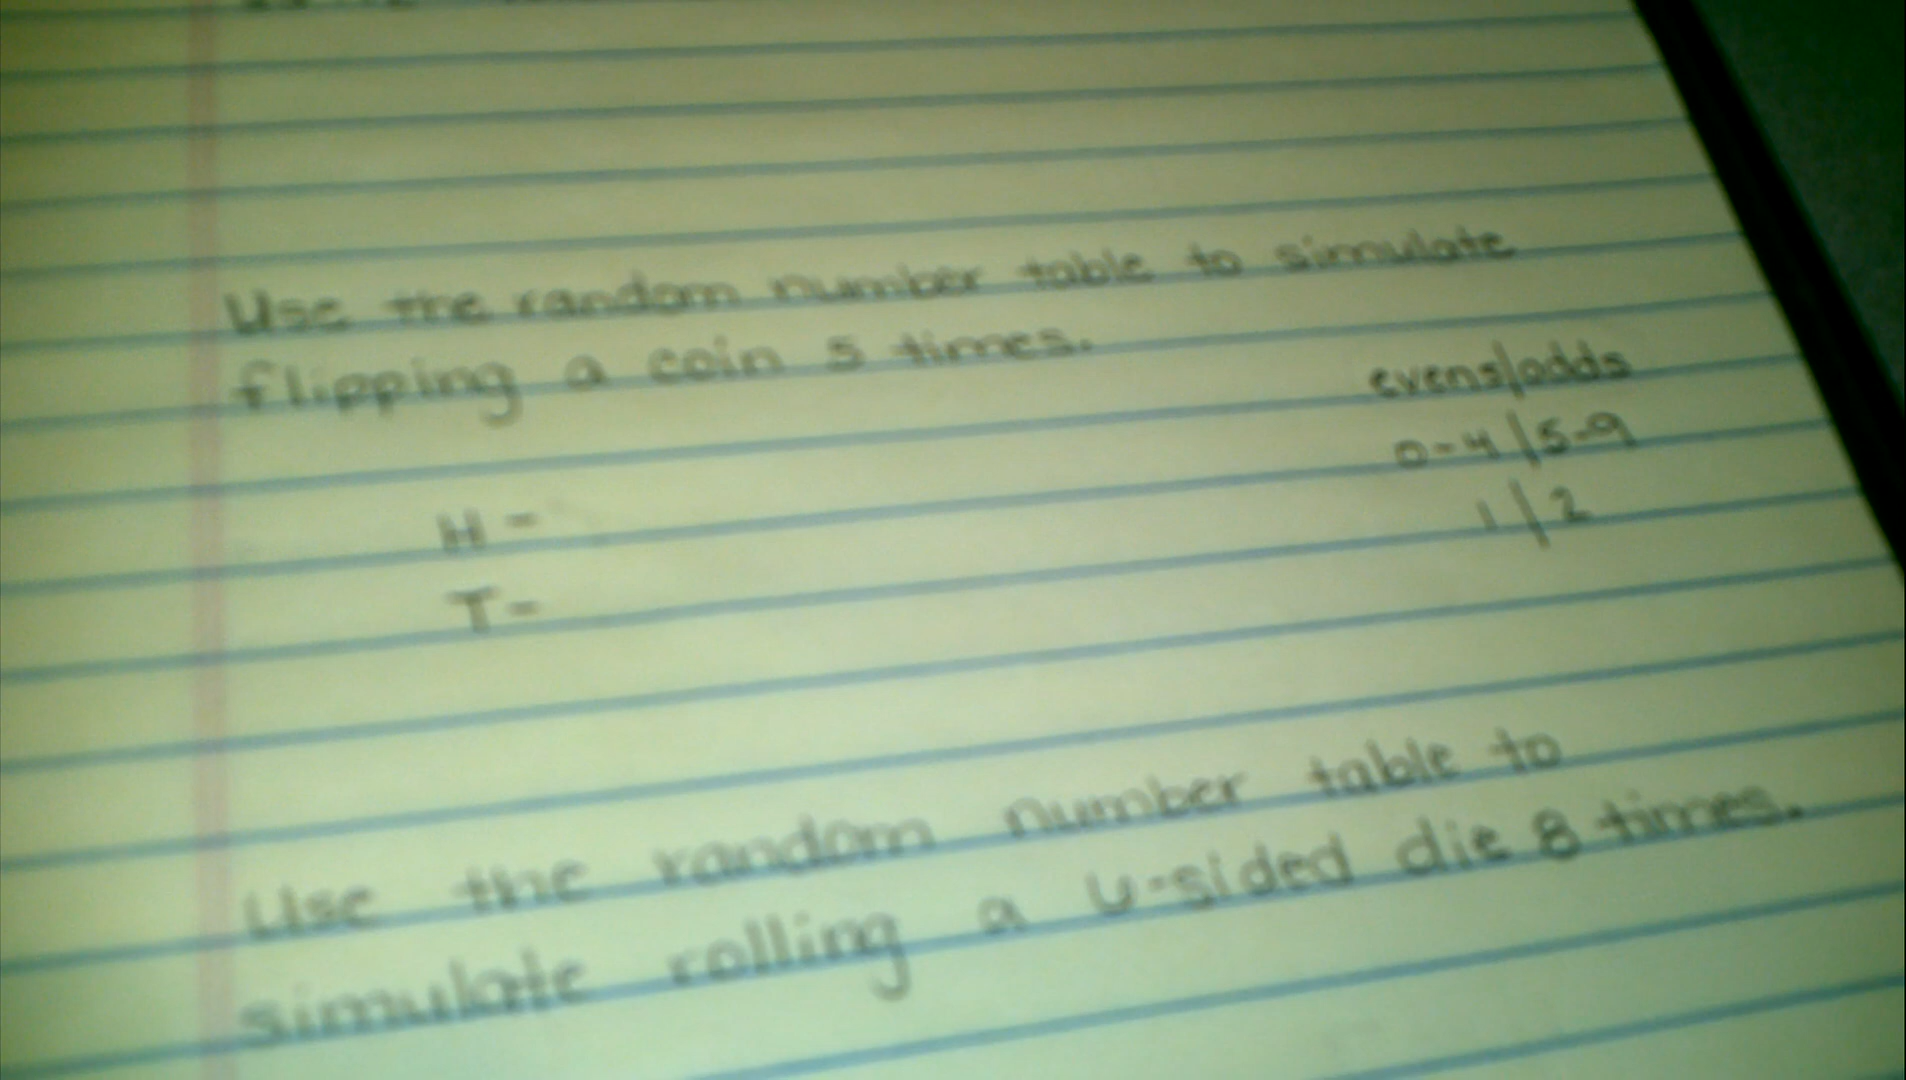 Use the random number table to simulate
flipping a coin 5 times.
evens/odds
0-4/5-9
H -
1/2
T -
Use the random number table to
simulate rolling a 4-sided die 8 times.